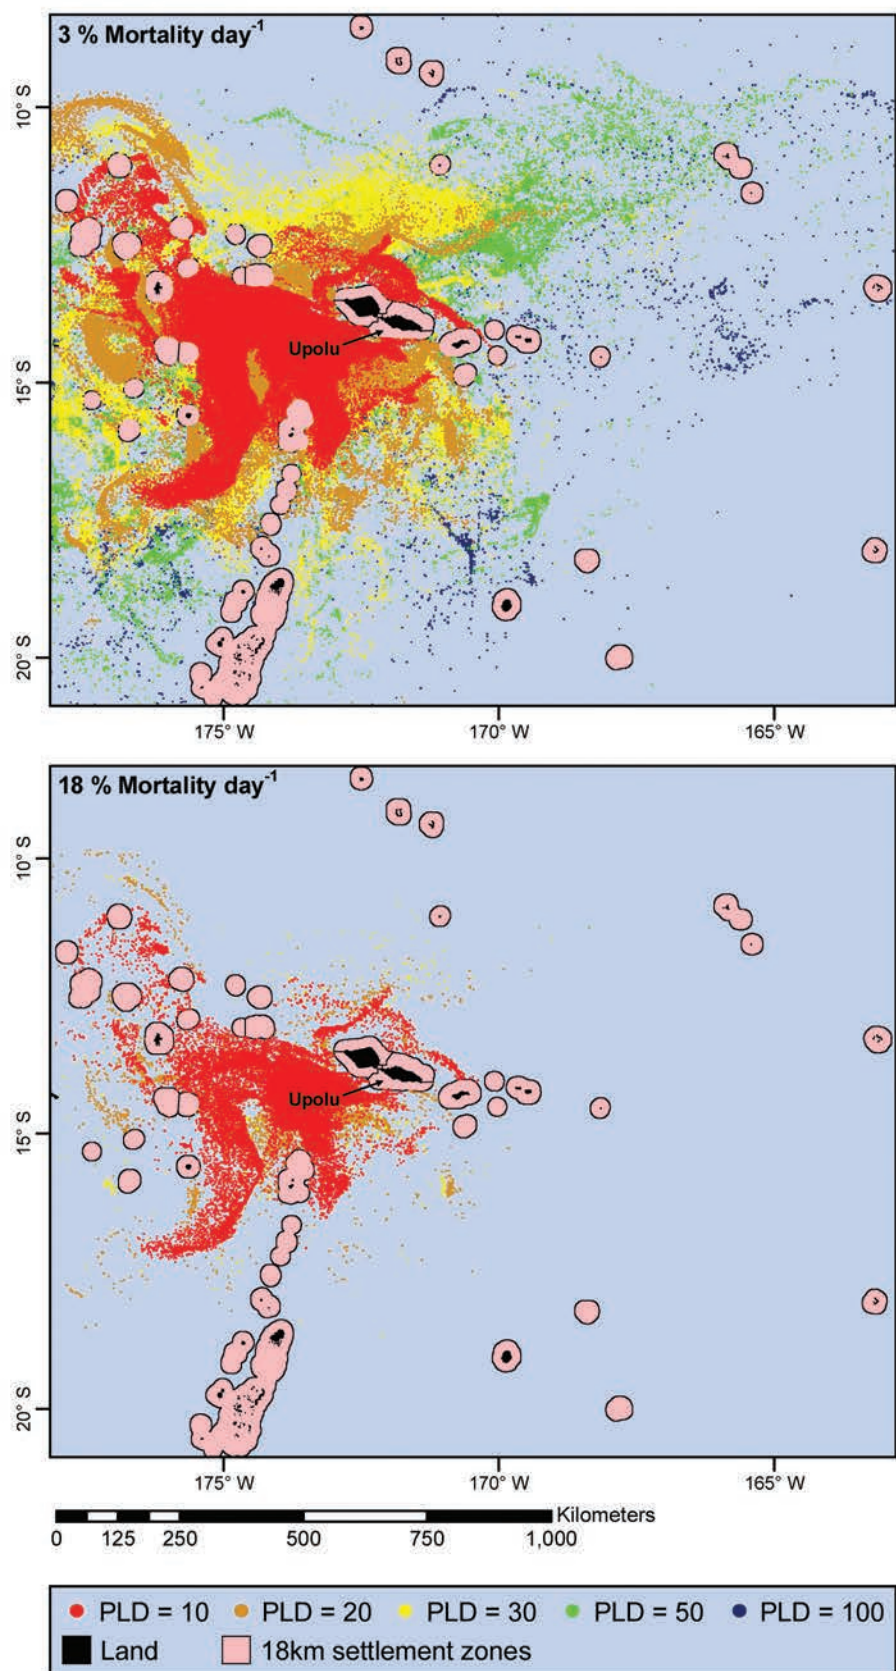 3 % Mortality day⁻¹
10° S
Upolu
15° S
20° S
175° W 170° W 165° W
18 % Mortality day⁻¹
10° S
Upolu
15° S
20° S
175° W 170° W 165° W
Kilometers
0 125 250 500 750 1,000
PLD = 10 PLD = 20 PLD = 30 PLD = 50 PLD = 100
Land 18km settlement zones